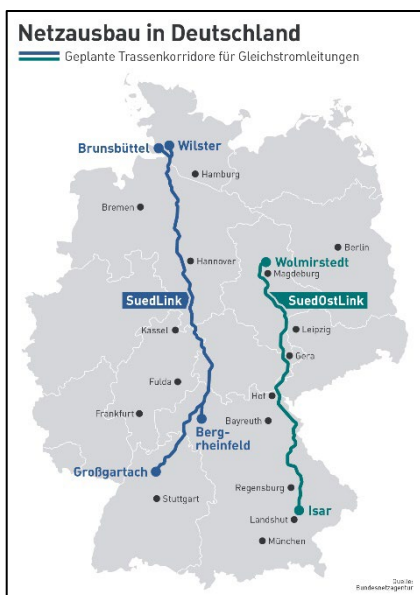 Netzausbau in Deutschland
Geplante Trassenkorridore für Gleichstromleitungen
Brunsbüttel
Wilster
Hamburg
Bremen
Berlin
Hannover
Wolmirstedt
Magdeburg
SuedLink
SuedOstLink
Kassel
Leipzig
Gera
Fulda
Hof
Frankfurt
Bayreuth
Berg-
rheinfeld
Großgartach
Regensburg
Stuttgart
Isar
Landshut
München
Quelle:
Bundesnetzagentur